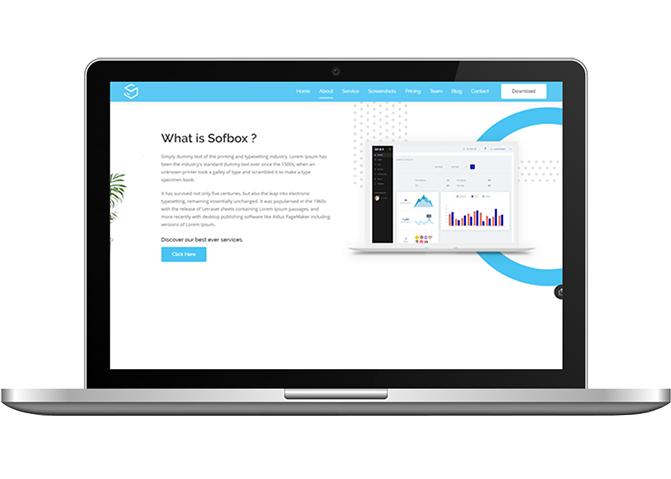 Home About Service Screenshots Pricing Team Blog Contact Download
What is Sofbox ?
Simply dummy text of the printing and typesetting industry. Lorem Ipsum has
been the industry's standard dummy text ever since the 1500s, when an
unknown printer took a galley of type and scrambled it to make a type
specimen book.
It has survived not only five centuries, but also the leap into electronic
typesetting, remaining essentially unchanged. It was popularised in the 1960s
with the release of Letraset sheets containing Lorem Ipsum passages, and
more recently with desktop publishing software like Aldus PageMaker including
versions of Lorem Ipsum.
Discover our best ever services.
Click Here